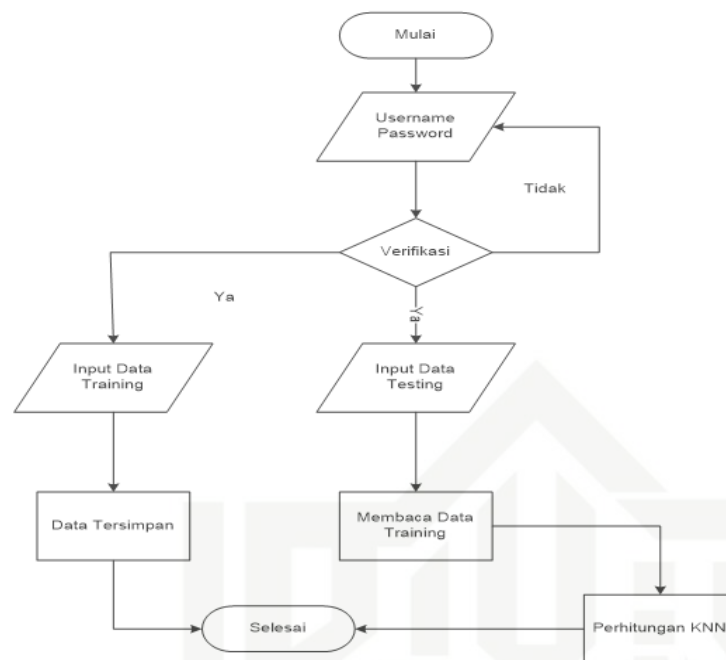 Mulai
Username
Password
Tidak
Verifikasi
Ya
Ya
Input Data
Training
Input Data
Testing
Data Tersimpan
Membaca Data
Training
Selesai
Perhitungan KNN